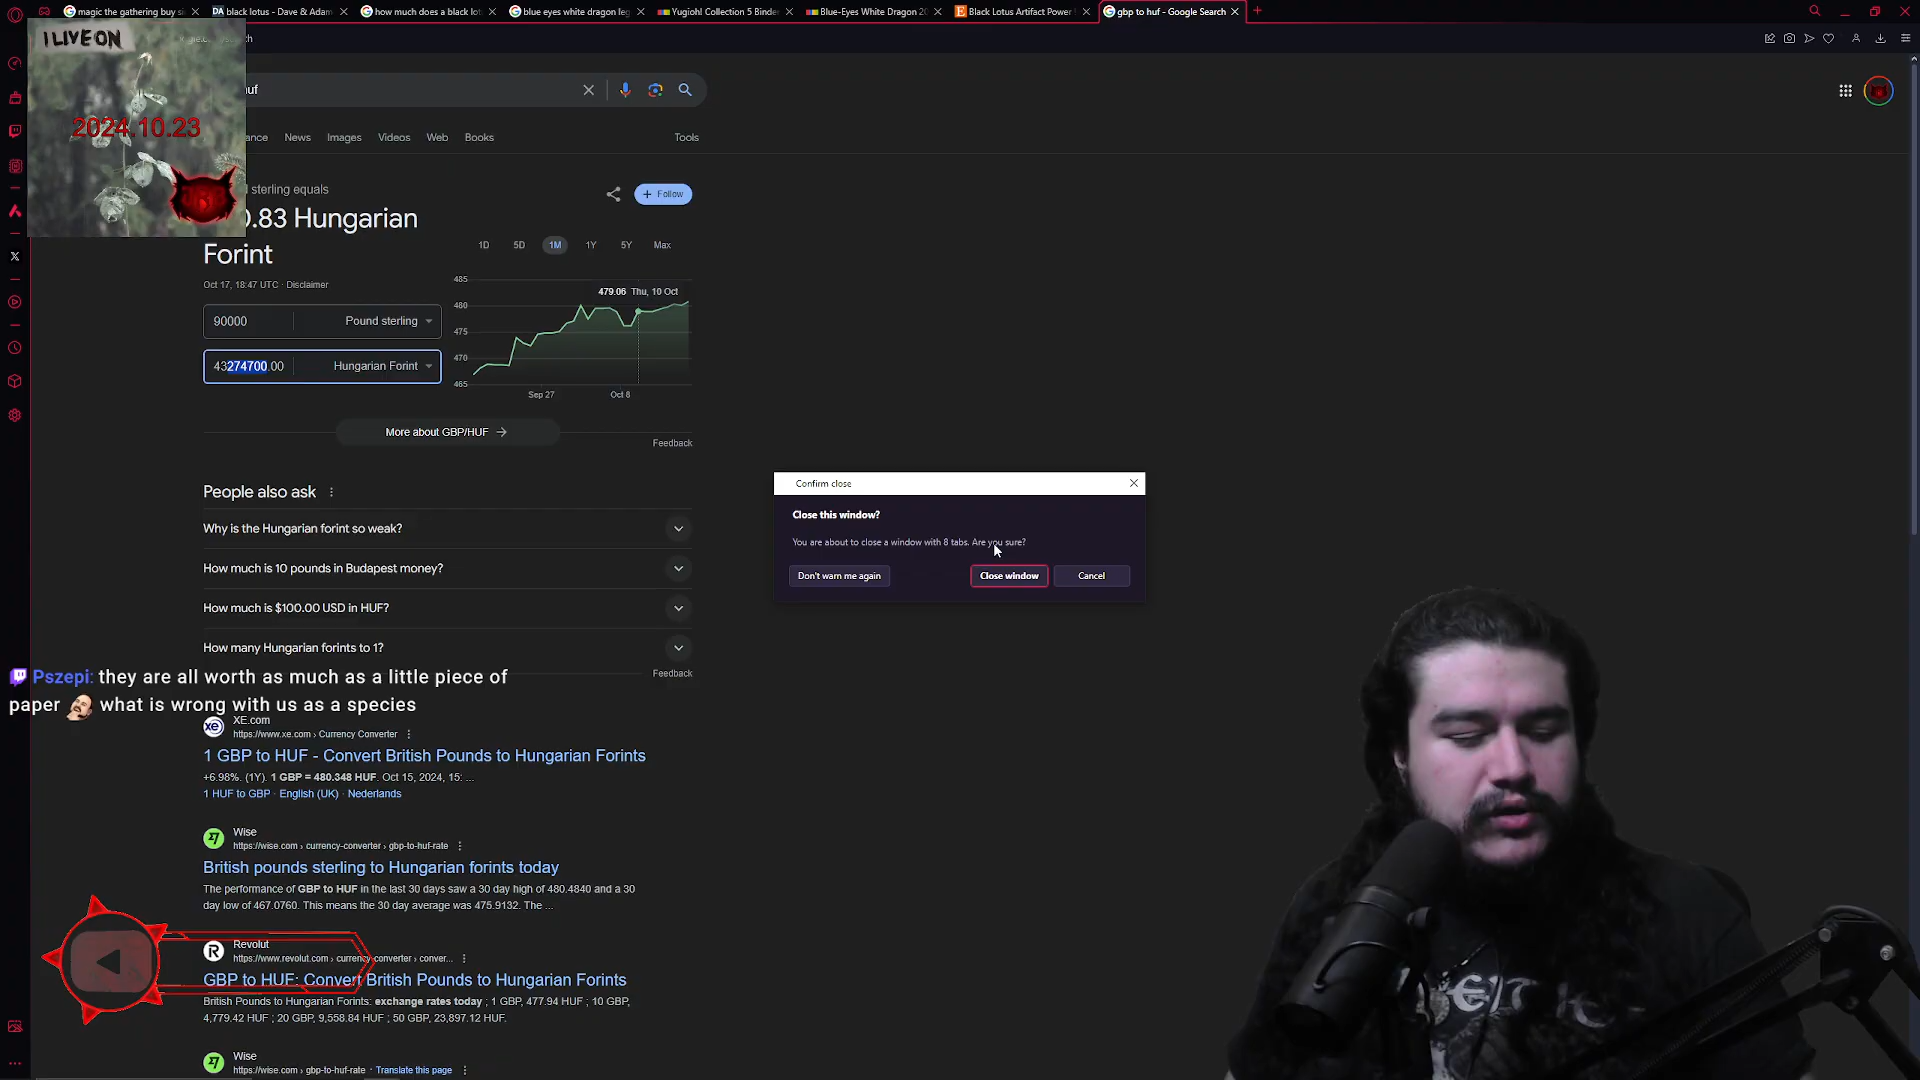 magic the gathering buy si
black lotus - Dave & Adam
how much does a black lot
blue eyes white dragon leg
Yugioh! Collection 5 Binde
Blue-Eyes White Dragon 20
Black Lotus Artifact Power
gbp to huf - Google Search
I LIVE ON
2024.10.23
News
Images
Videos
Web
Books
Tools
sterling equals
Follow
.83 Hungarian
Forint
Oct 17, 18:47 UTC · Disclaimer
1D
5D
1M
1Y
5Y
Max
485
480
475
470
465
479.06 Thu, 10 Oct
Sep 27
Oct 8
90000
Pound sterling
43274700.00
Hungarian Forint
More about GBP/HUF
Feedback
People also ask
Why is the Hungarian forint so weak?
How much is 10 pounds in Budapest money?
How much is $100.00 USD in HUF?
How many Hungarian forints to 1?
Feedback
Confirm close
Close this window?
You are about to close a window with 8 tabs. Are you sure?
Don't warn me again
Close window
Cancel
Pszepi: they are all worth as much as a little piece of
paper what is wrong with us as a species
XE.com
https://www.xe.com › Currency Converter
1 GBP to HUF - Convert British Pounds to Hungarian Forints
+6.98%. (1Y). 1 GBP = 480.348 HUF. Oct 15, 2024, 15: ...
1 HUF to GBP · English (UK) · Nederlands
Wise
https://wise.com › currency-converter › gbp-to-huf-rate
British pounds sterling to Hungarian forints today
The performance of GBP to HUF in the last 30 days saw a 30 day high of 480.4840 and a 30
day low of 467.0760. This means the 30 day average was 475.9132. The ...
Revolut
https://www.revolut.com › currency-converter › conver...
GBP to HUF: Convert British Pounds to Hungarian Forints
British Pounds to Hungarian Forints: exchange rates today ; 1 GBP, 477.94 HUF ; 10 GBP,
4,779.42 HUF ; 20 GBP, 9,558.84 HUF ; 50 GBP, 23,897.12 HUF.
Wise
https://wise.com › gbp-to-huf-rate · Translate this page